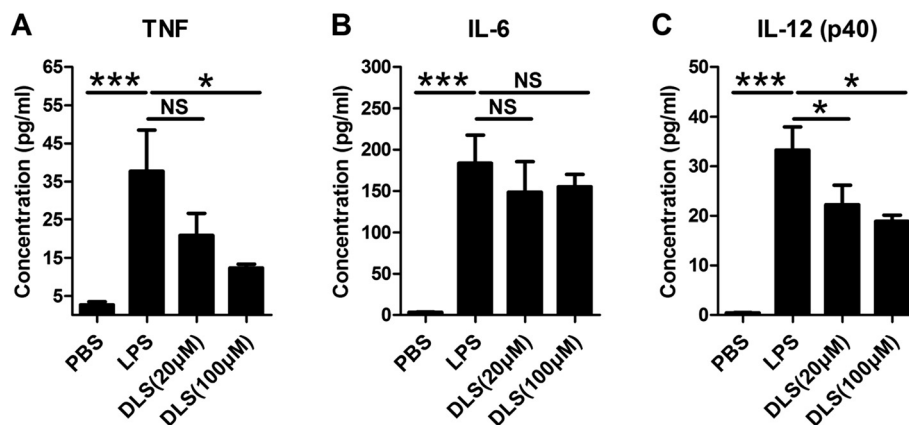 A TNF
Concentration (pg/ml)
65
55
45
35
25
15
5
*** *
NS
PBS
LPS
DLS(20µM)
DLS(100µM)
B IL-6
Concentration (pg/ml)
300
250
200
150
100
50
0
*** NS
NS
PBS
LPS
DLS(20µM)
DLS(100µM)
C IL-12 (p40)
Concentration (pg/ml)
50
40
30
20
10
0
*** *
*
PBS
LPS
DLS(20µM)
DLS(100µM)